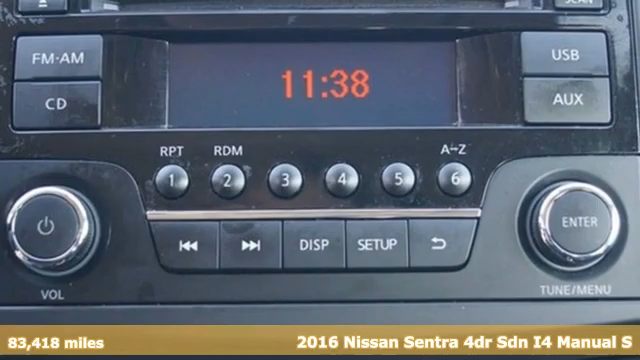 SCAN
FM-AM
USB
11:38
CD
AUX
RPT RDM A↔Z
1 2 3 4 5 6
ENTER
DISP SETUP
VOL
TUNE/MENU
83,418 miles
2016 Nissan Sentra 4dr Sdn I4 Manual S